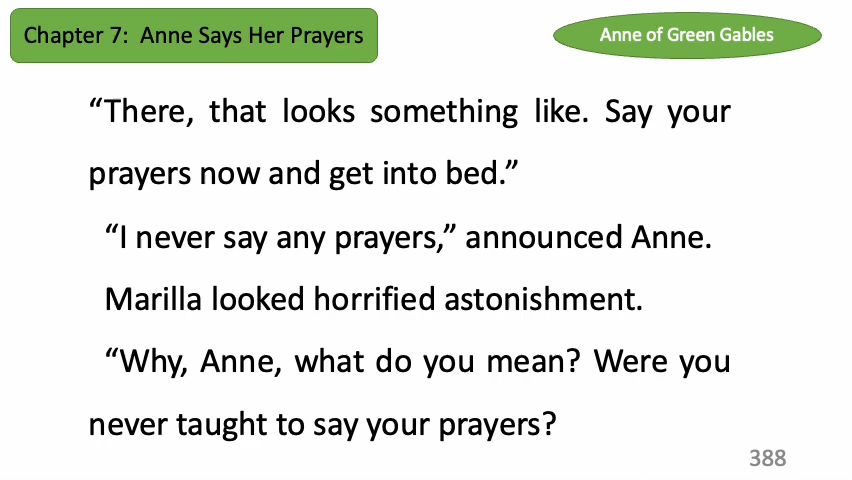 Chapter 7:  Anne Says Her Prayers
Anne of Green Gables
“There, that looks something like. Say your
prayers now and get into bed.”
“I never say any prayers,” announced Anne.
Marilla looked horrified astonishment.
“Why, Anne, what do you mean? Were you
never taught to say your prayers?
388